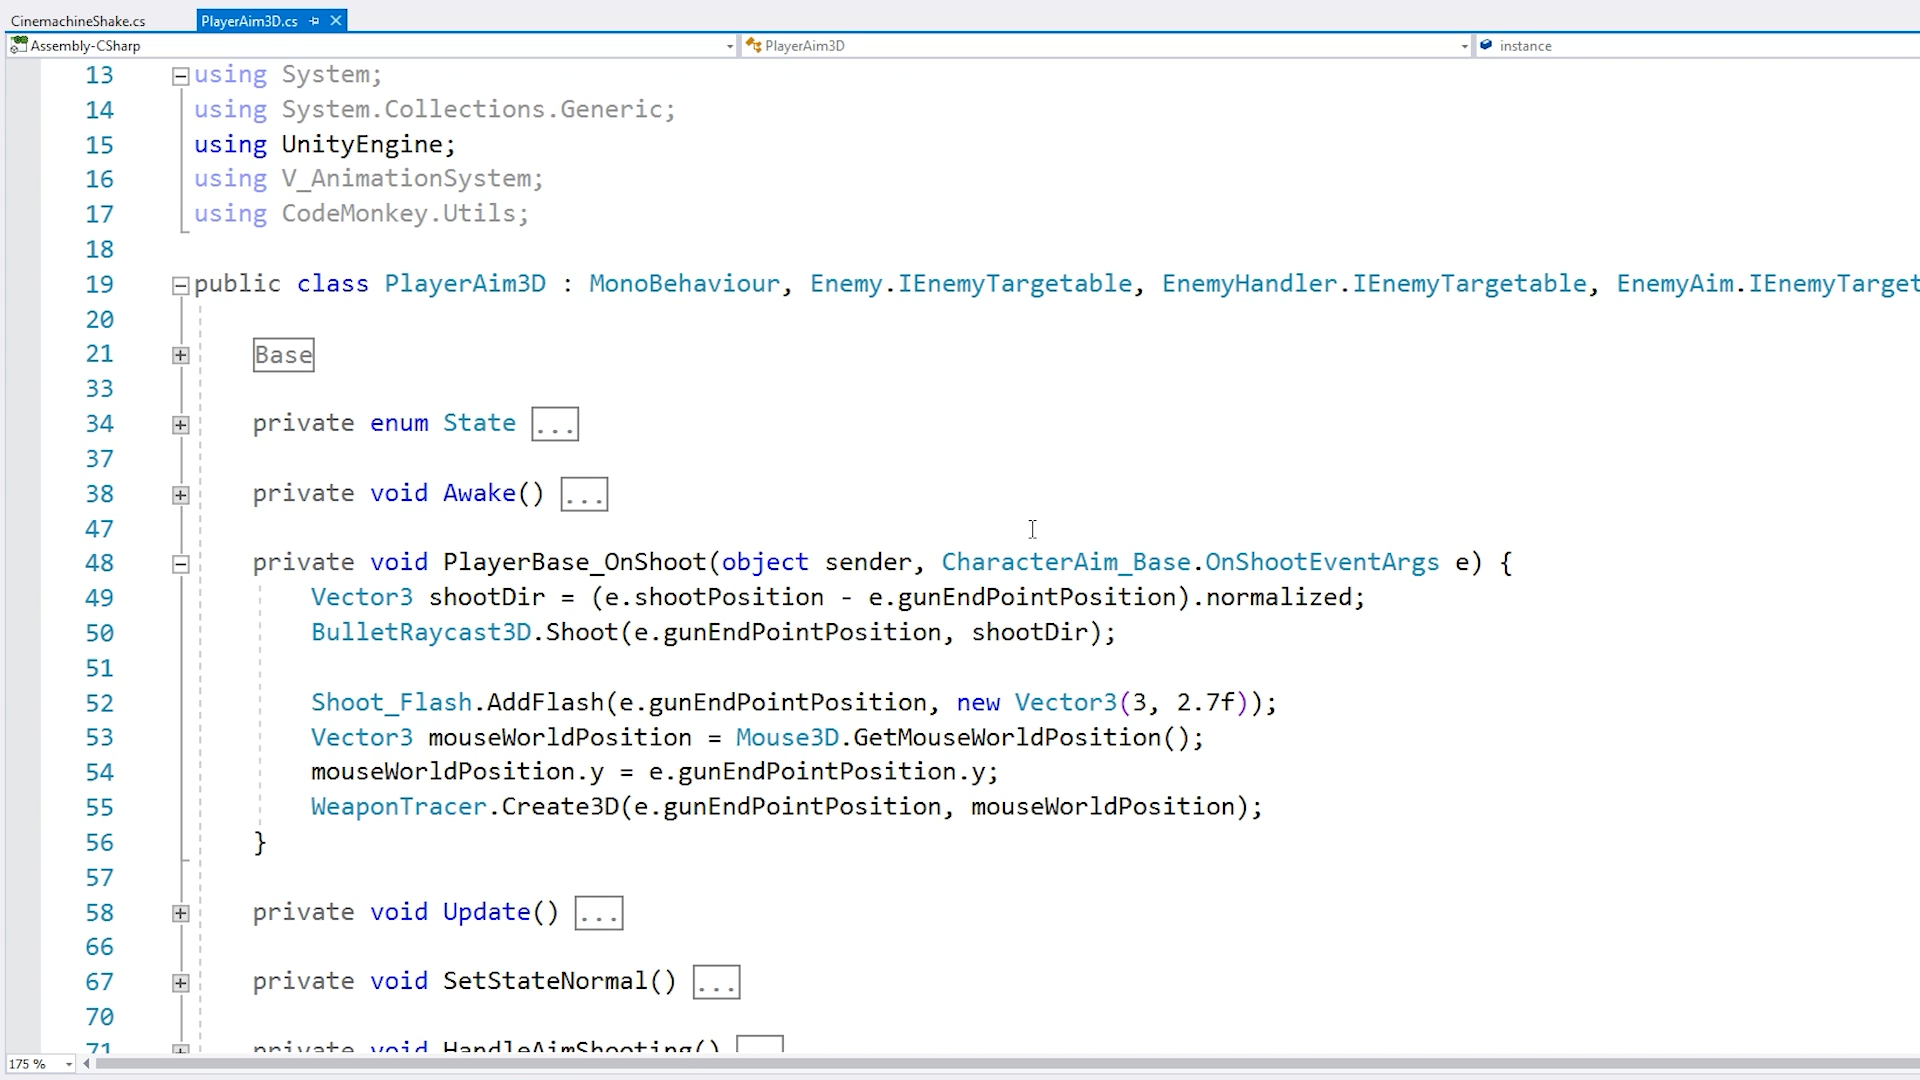 CinemachineShake.cs PlayerAim3D.cs
Assembly-CSharp PlayerAim3D instance
13 using System;
14 using System.Collections.Generic;
15 using UnityEngine;
16 using V_AnimationSystem;
17 using CodeMonkey.Utils;
18
19 public class PlayerAim3D : MonoBehaviour, Enemy.IEnemyTargetable, EnemyHandler.IEnemyTargetable, EnemyAim.IEnemyTarget
20
21 Base
33
34 private enum State ...
37
38 private void Awake() ...
47
48 private void PlayerBase_OnShoot(object sender, CharacterAim_Base.OnShootEventArgs e) {
49 Vector3 shootDir = (e.shootPosition - e.gunEndPointPosition).normalized;
50 BulletRaycast3D.Shoot(e.gunEndPointPosition, shootDir);
51
52 Shoot_Flash.AddFlash(e.gunEndPointPosition, new Vector3(3, 2.7f));
53 Vector3 mouseWorldPosition = Mouse3D.GetMouseWorldPosition();
54 mouseWorldPosition.y = e.gunEndPointPosition.y;
55 WeaponTracer.Create3D(e.gunEndPointPosition, mouseWorldPosition);
56 }
57
58 private void Update() ...
66
67 private void SetStateNormal() ...
70
71 private void HandleAimShooting()
175 %